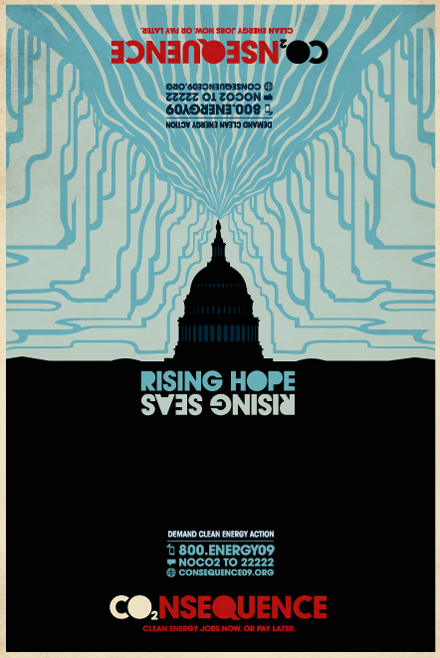 DEMAND CLEAN ENERGY ACTION
800.ENERGY09
NOCO2 TO 22222
CONSEQUENCE09.ORG
CO2NSEQUENCE
CLEAN ENERGY JOBS NOW. OR PAY LATER.
RISING HOPE
RISING SEAS
DEMAND CLEAN ENERGY ACTION
800.ENERGY09
NOCO2 TO 22222
CONSEQUENCE09.ORG
CO2NSEQUENCE
CLEAN ENERGY JOBS NOW. OR PAY LATER.